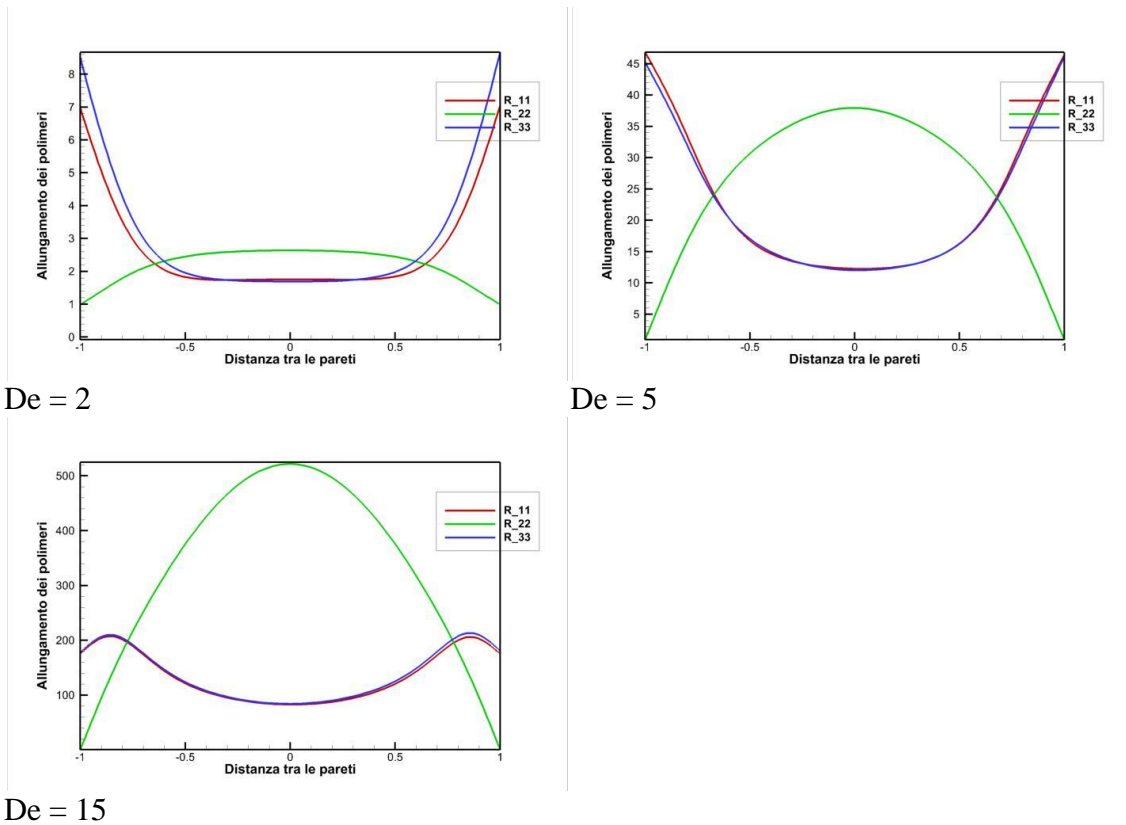 Allungamento dei polimeri
8
7
6
5
4
3
2
1
0
-1
-0.5
0
0.5
1
Distanza tra le pareti
R_11
R_22
R_33
De = 2
Allungamento dei polimeri
45
40
35
30
25
20
15
10
5
-1
-0.5
0
0.5
1
Distanza tra le pareti
R_11
R_22
R_33
De = 5
Allungamento dei polimeri
500
400
300
200
100
-1
-0.5
0
0.5
1
Distanza tra le pareti
R_11
R_22
R_33
De = 15